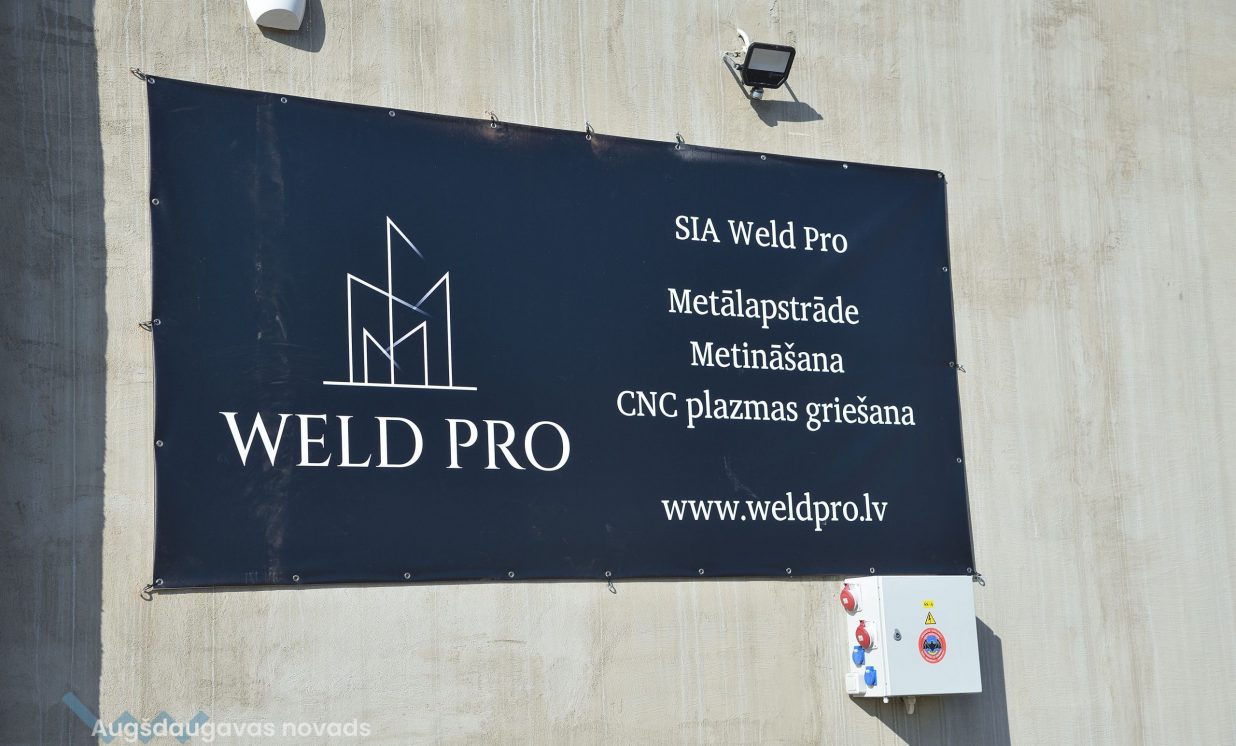 WELD PRO
SIA Weld Pro
Metālapstrāde
Metināšana
CNC plazmas griešana
www.weldpro.lv
Augšdaugavas novads